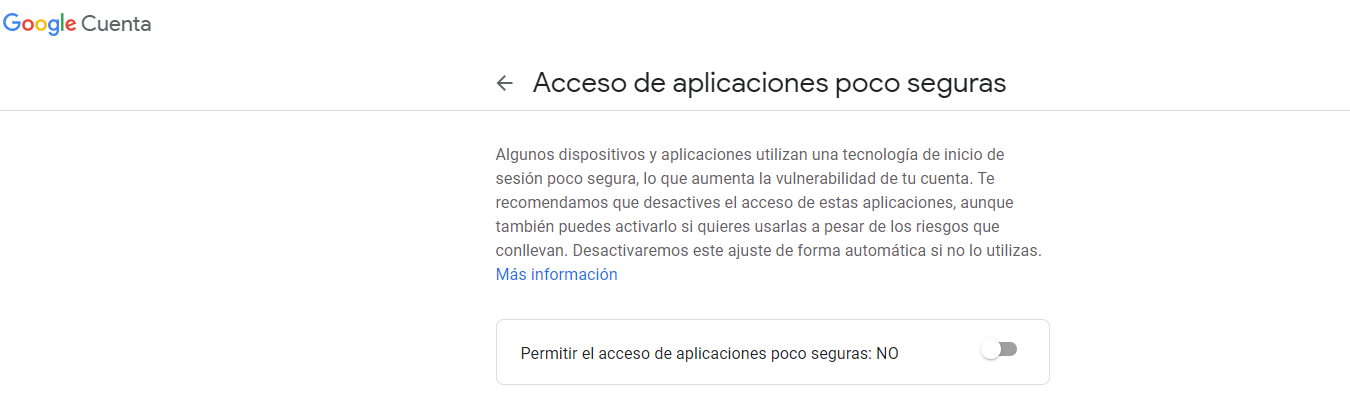 Google Cuenta
Acceso de aplicaciones poco seguras
Algunos dispositivos y aplicaciones utilizan una tecnología de inicio de
sesión poco segura, lo que aumenta la vulnerabilidad de tu cuenta. Te
recomendamos que desactives el acceso de estas aplicaciones, aunque
también puedes activarlo si quieres usarlas a pesar de los riesgos que
conllevan. Desactivaremos este ajuste de forma automática si no lo utilizas.
Más información
Permitir el acceso de aplicaciones poco seguras: NO